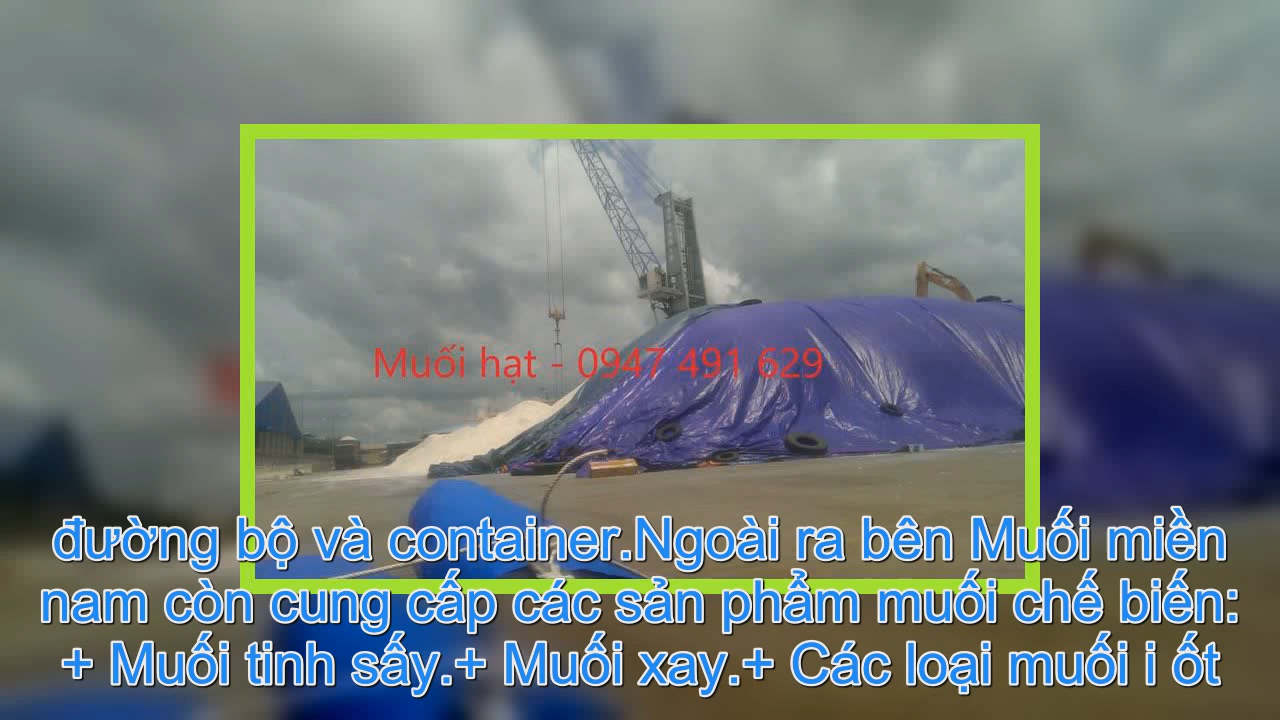 Muối hạt - 0947 491 629
đường bộ và container.Ngoài ra bên Muối miền
nam còn cung cấp các sản phẩm muối chế biến:
+ Muối tinh sấy.+ Muối xay.+ Các loại muối i ốt